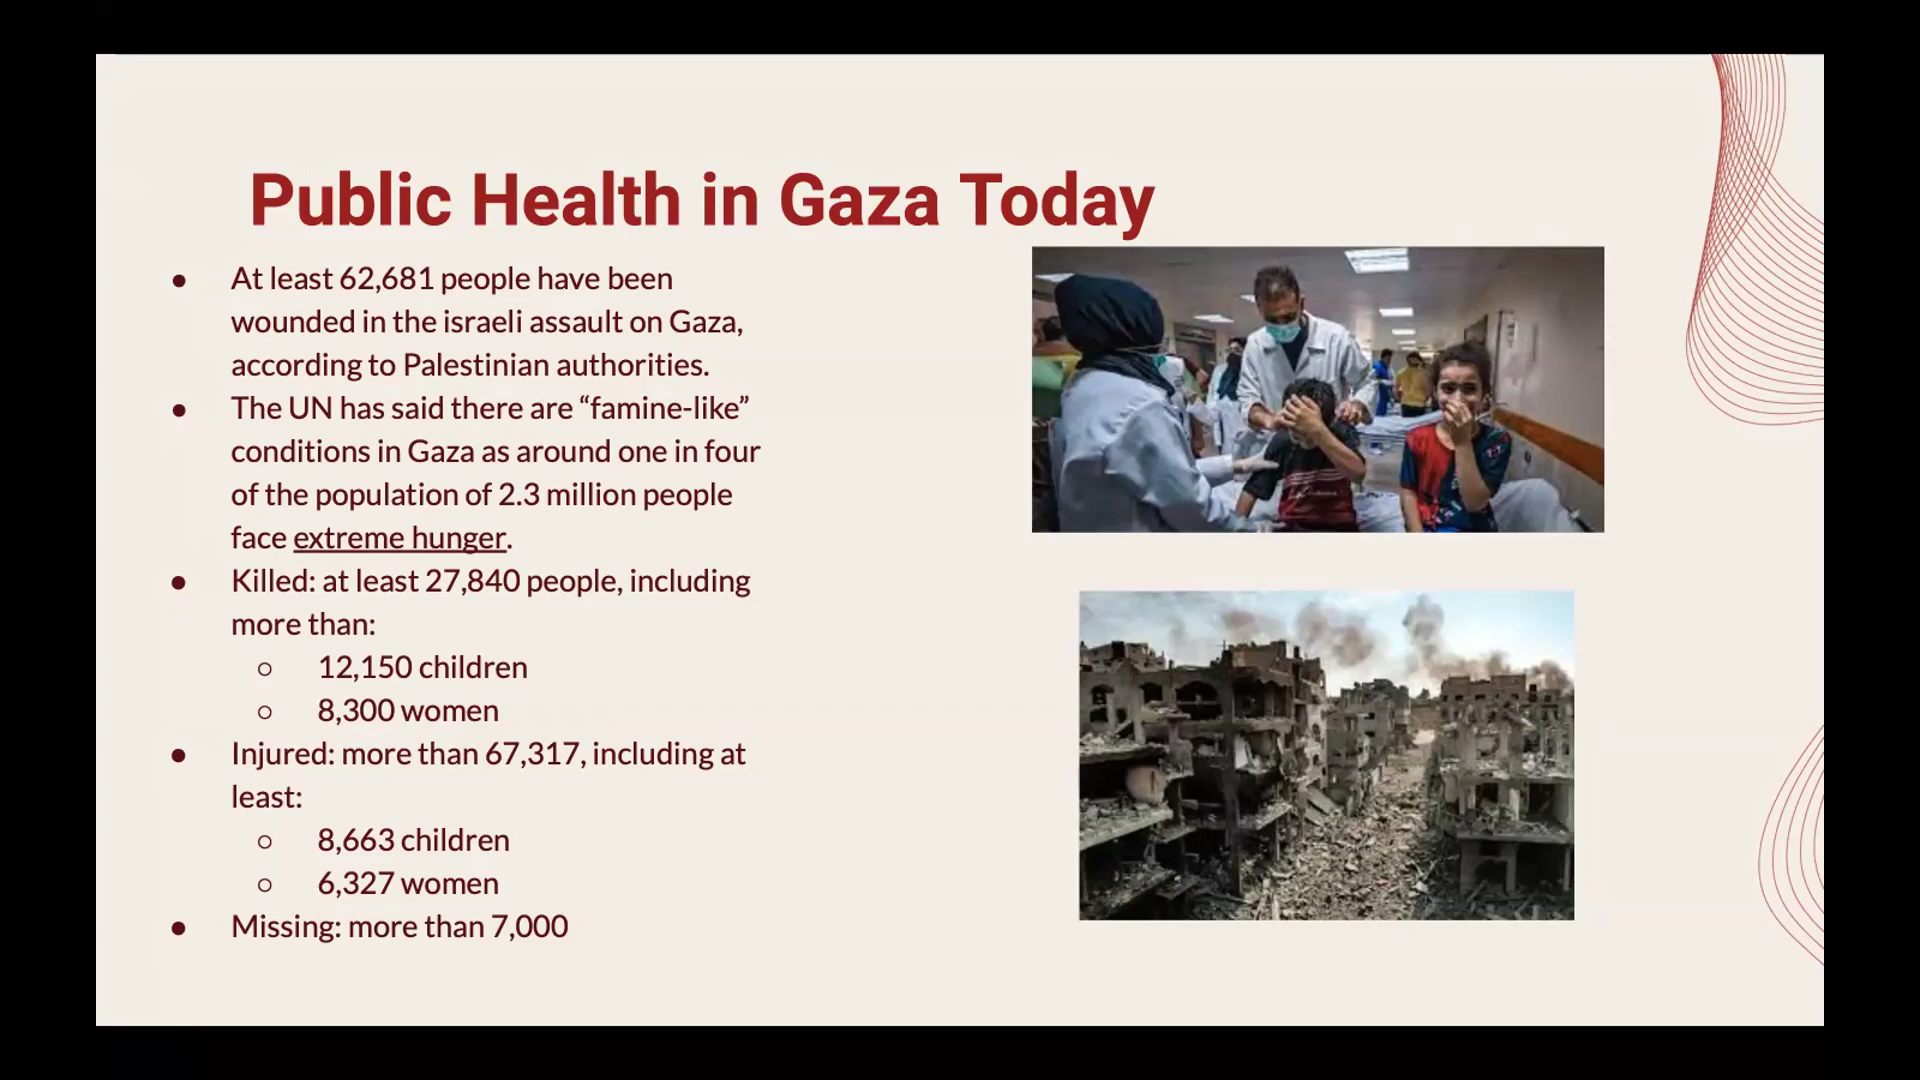 Public Health in Gaza Today
● At least 62,681 people have been
wounded in the israeli assault on Gaza,
according to Palestinian authorities.
● The UN has said there are “famine-like”
conditions in Gaza as around one in four
of the population of 2.3 million people
face extreme hunger.
● Killed: at least 27,840 people, including
more than:
○ 12,150 children
○ 8,300 women
● Injured: more than 67,317, including at
least:
○ 8,663 children
○ 6,327 women
● Missing: more than 7,000